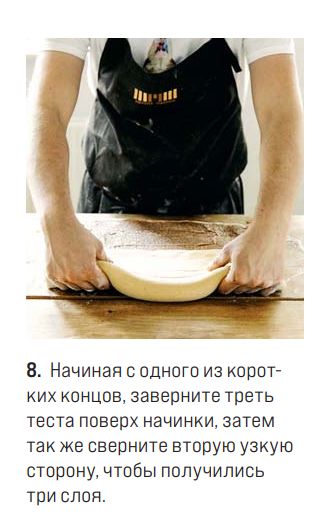 8. Начиная с одного из корот-
ких концов, заверните треть
теста поверх начинки, затем
так же сверните вторую узкую
сторону, чтобы получились
три слоя.